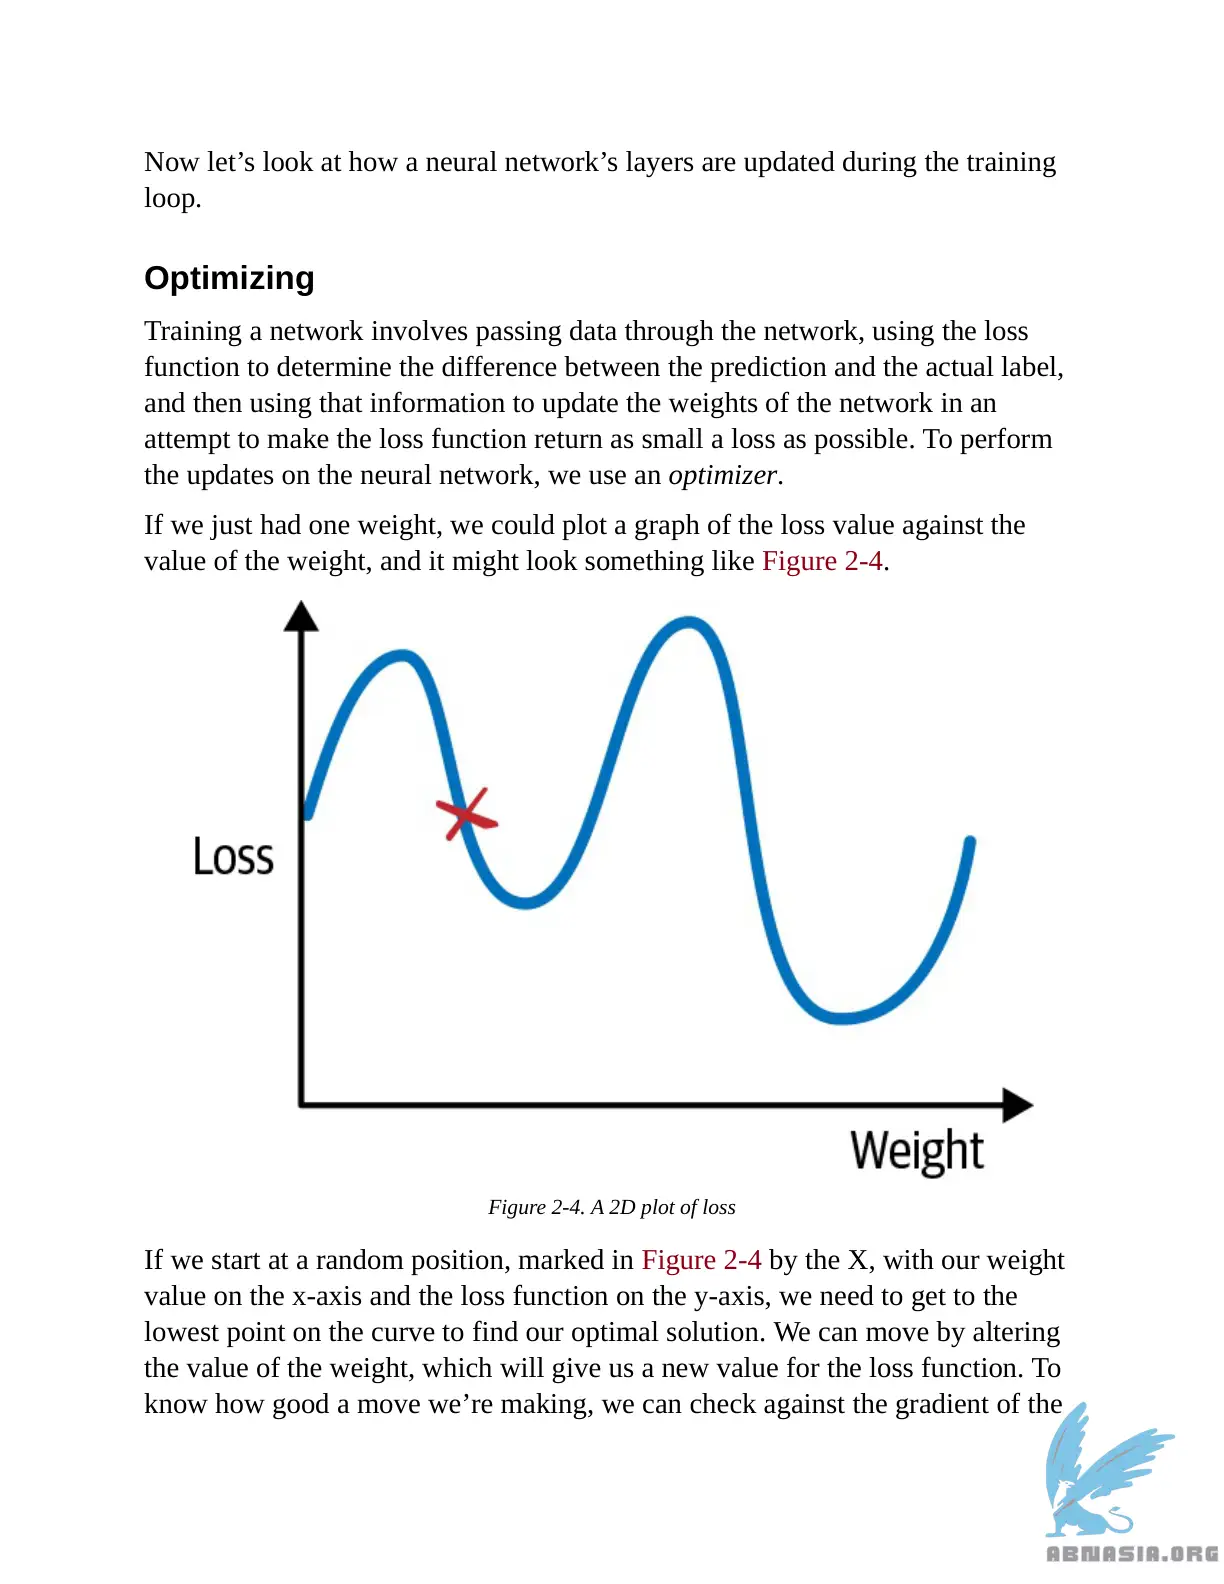 Now let’s look at how a neural network’s layers are updated during the training
loop.
Optimizing
Training a network involves passing data through the network, using the loss
function to determine the difference between the prediction and the actual label,
and then using that information to update the weights of the network in an
attempt to make the loss function return as small a loss as possible. To perform
the updates on the neural network, we use an optimizer.
If we just had one weight, we could plot a graph of the loss value against the
value of the weight, and it might look something like Figure 2-4.
Loss
Weight
Figure 2-4. A 2D plot of loss
If we start at a random position, marked in Figure 2-4 by the X, with our weight
value on the x-axis and the loss function on the y-axis, we need to get to the
lowest point on the curve to find our optimal solution. We can move by altering
the value of the weight, which will give us a new value for the loss function. To
know how good a move we’re making, we can check against the gradient of the
ABNASIA.ORG